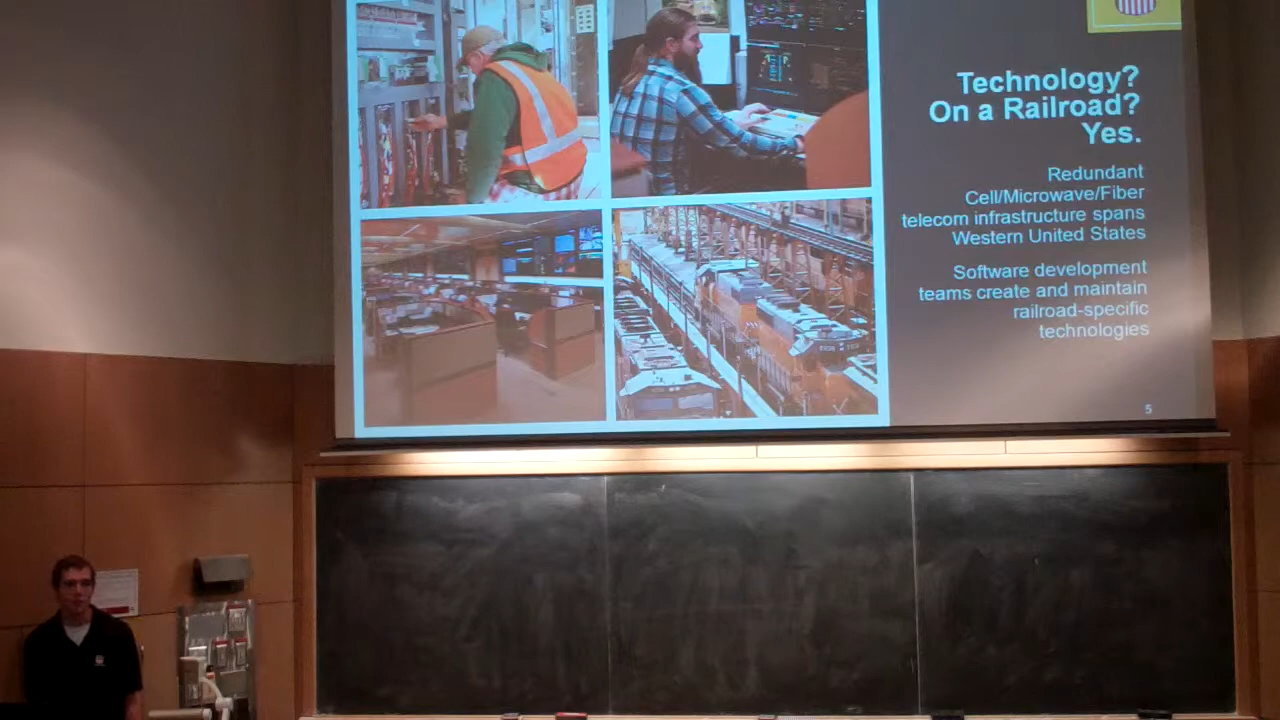 Technology?
On a Railroad?
Yes.
Redundant
Cell/Microwave/Fiber
telecom infrastructure spans
Western United States
Software development
teams create and maintain
railroad-specific
technologies
5